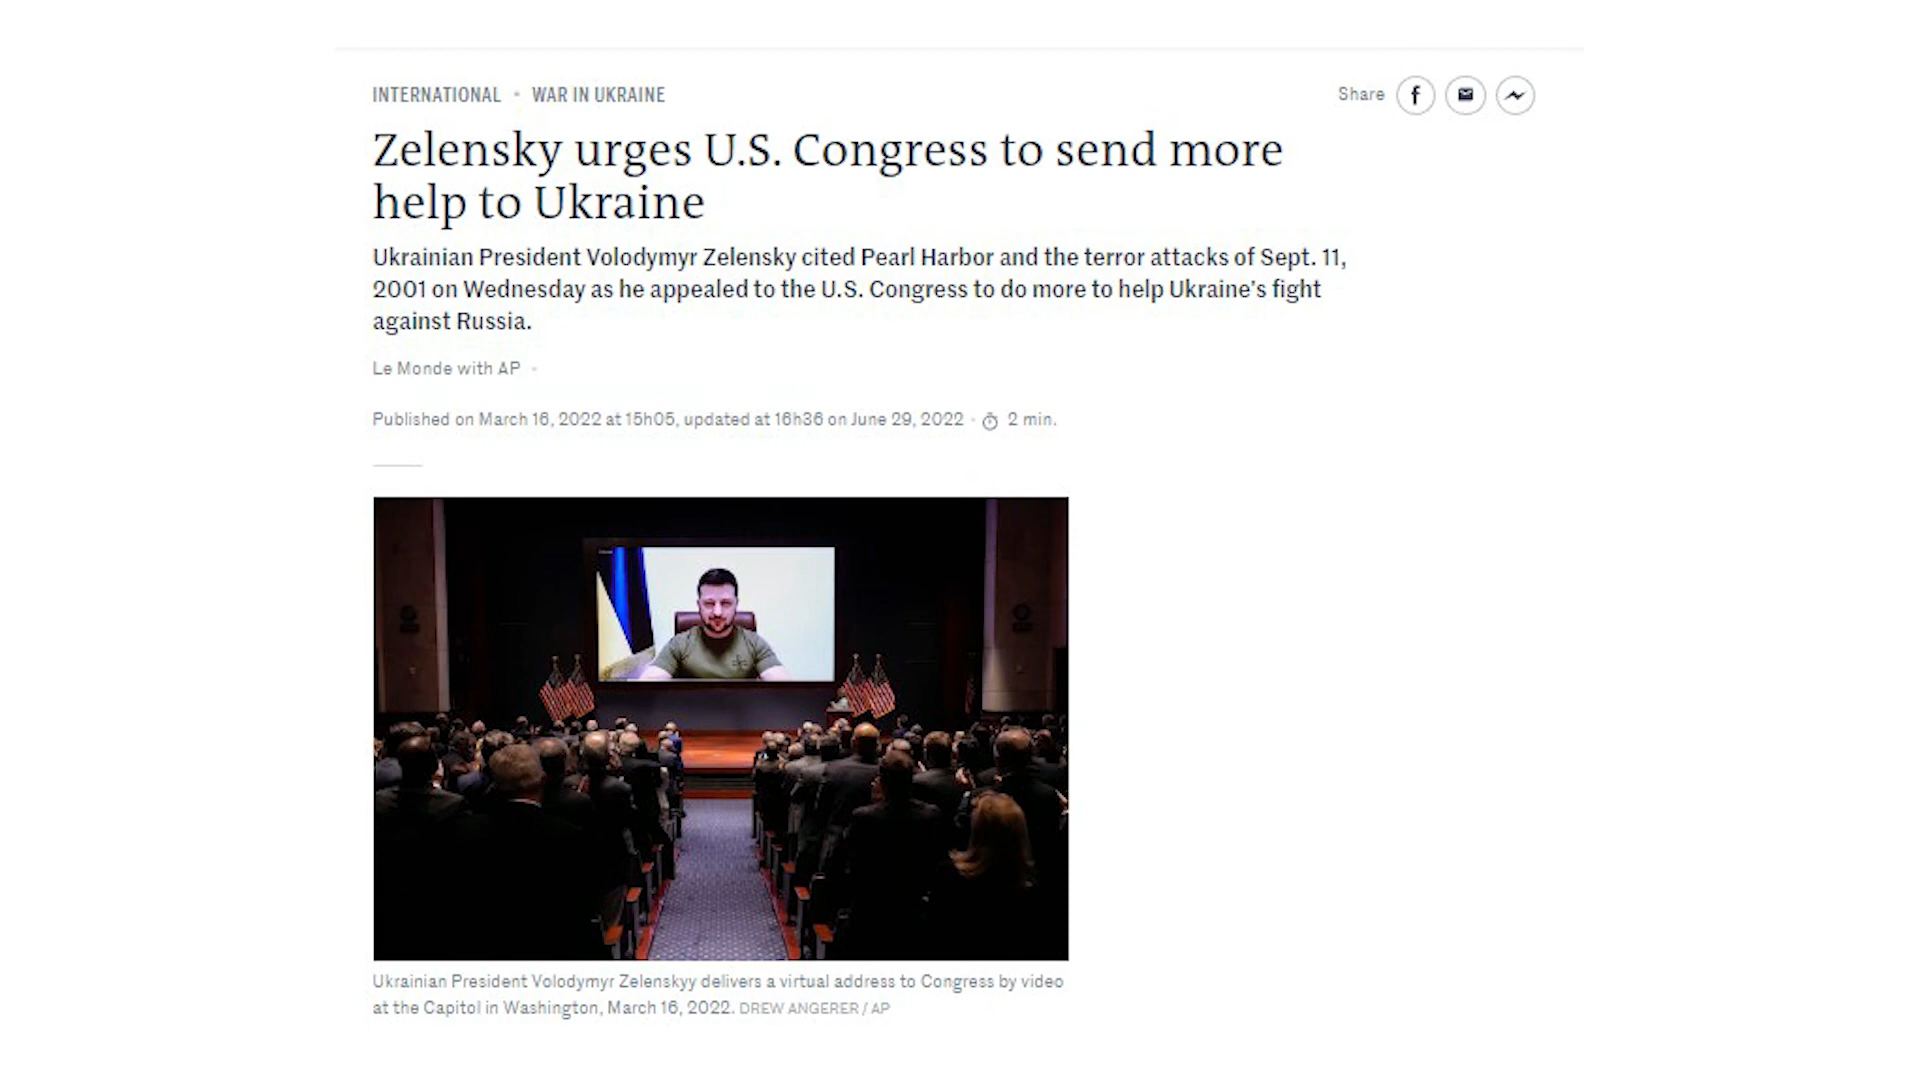 INTERNATIONAL • WAR IN UKRAINE
Share
Zelensky urges U.S. Congress to send more
help to Ukraine
Ukrainian President Volodymyr Zelensky cited Pearl Harbor and the terror attacks of Sept. 11,
2001 on Wednesday as he appealed to the U.S. Congress to do more to help Ukraine's fight
against Russia.
Le Monde with AP •
Published on March 16, 2022 at 15h05, updated at 16h36 on June 29, 2022 • 2 min.
Ukrainian President Volodymyr Zelenskyy delivers a virtual address to Congress by video
at the Capitol in Washington, March 16, 2022. DREW ANGERER / AP